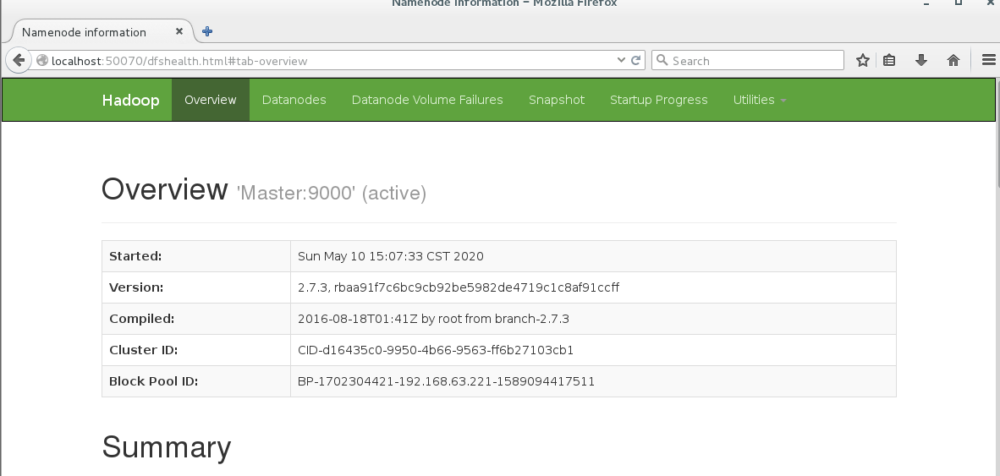 Namenode information - Mozilla Firefox
Namenode information
localhost:50070/dfshealth.html#tab-overview
Search
Hadoop Overview Datanodes Datanode Volume Failures Snapshot Startup Progress Utilities
Overview 'Master:9000' (active)
Started: Sun May 10 15:07:33 CST 2020
Version: 2.7.3, rbaa91f7c6bc9cb92be5982de4719c1c8af91ccff
Compiled: 2016-08-18T01:41Z by root from branch-2.7.3
Cluster ID: CID-d16435c0-9950-4b66-9563-ff6b27103cb1
Block Pool ID: BP-1702304421-192.168.63.221-1589094417511
Summary